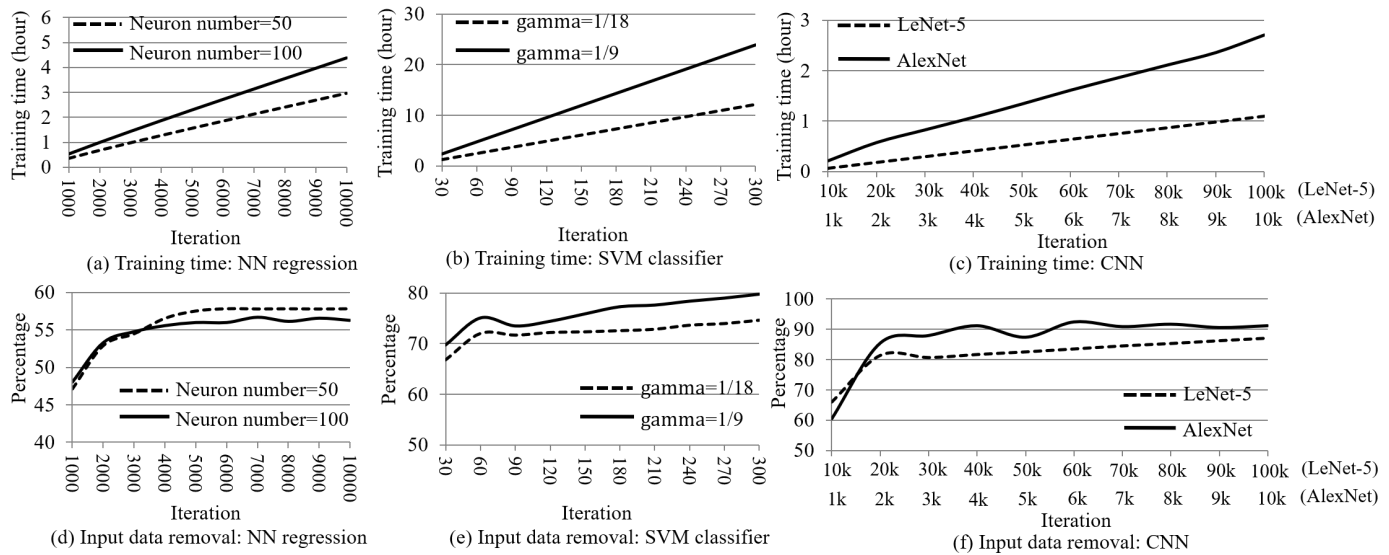 Training time (hour)
6
5
4
3
2
1
0
Neuron number=50
Neuron number=100
1000
2000
3000
4000
5000
6000
7000
8000
9000
10000
Iteration
(a) Training time: NN regression
Training time (hour)
30
20
10
0
gamma=1/18
gamma=1/9
30
60
90
120
150
180
210
240
270
300
Iteration
(b) Training time: SVM classifier
Training time (hour)
3
2
1
0
LeNet-5
AlexNet
10k 20k 30k 40k 50k 60k 70k 80k 90k 100k (LeNet-5)
1k 2k 3k 4k 5k 6k 7k 8k 9k 10k (AlexNet)
Iteration
(c) Training time: CNN
Percentage
60
55
50
45
40
Neuron number=50
Neuron number=100
1000
2000
3000
4000
5000
6000
7000
8000
9000
10000
Iteration
(d) Input data removal: NN regression
Percentage
80
70
60
50
gamma=1/18
gamma=1/9
30
60
90
120
150
180
210
240
270
300
Iteration
(e) Input data removal: SVM classifier
Percentage
100
90
80
70
60
50
LeNet-5
AlexNet
10k 20k 30k 40k 50k 60k 70k 80k 90k 100k (LeNet-5)
1k 2k 3k 4k 5k 6k 7k 8k 9k 10k (AlexNet)
Iteration
(f) Input data removal: CNN